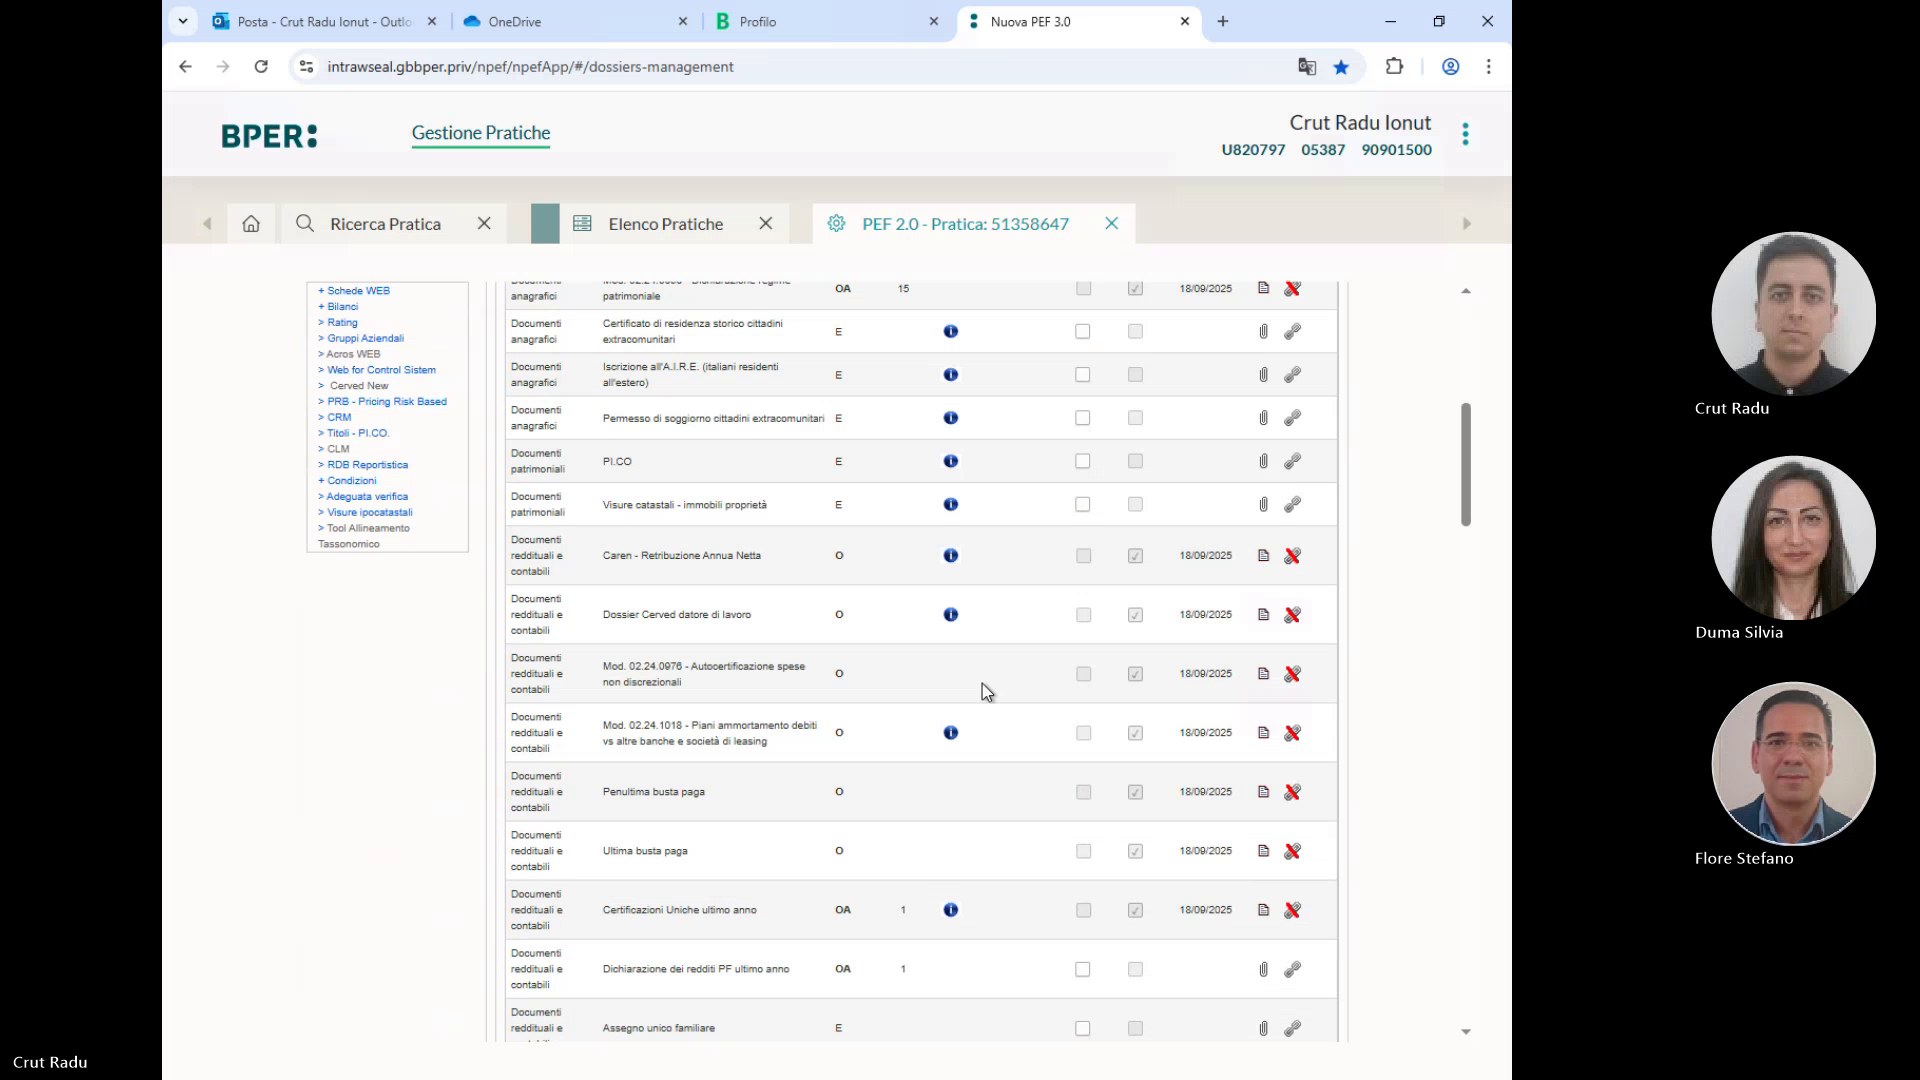 Posta - Crut Radu Ionut - Outlo
OneDrive
Profilo
Nuova PEF 3.0
intrawseal.gbbper.priv/npef/npefApp/#/dossiers-management
BPER:
Gestione Pratiche
Crut Radu Ionut
U820797 05387 90901500
Ricerca Pratica
Elenco Pratiche
PEF 2.0 - Pratica: 51358647
+ Schede WEB
+ Bilanci
> Rating
> Gruppi Aziendali
> Acros WEB
> Web for Control Sistem
> Cerved New
> PRB - Pricing Risk Based
> CRM
> Titoli - PI.CO.
> CLM
> RDB Reportistica
+ Condizioni
> Adeguata verifica
> Visure ipocatastali
> Tool Allineamento
Tassonomico
anagrafici
patrimoniale
OA 15 18/09/2025
Documenti
anagrafici
Certificato di residenza storico cittadini
extracomunitari
E
Documenti
anagrafici
Iscrizione all'A.I.R.E. (italiani residenti
all'estero)
E
Documenti
anagrafici
Permesso di soggiorno cittadini extracomunitari E
Documenti
patrimoniali
PI.CO E
Documenti
patrimoniali
Visure catastali - immobili proprietà E
Documenti
reddituali e
contabili
Caren - Retribuzione Annua Netta O 18/09/2025
Documenti
reddituali e
contabili
Dossier Cerved datore di lavoro O 18/09/2025
Documenti
reddituali e
contabili
Mod. 02.24.0976 - Autocertificazione spese
non discrezionali
O 18/09/2025
Documenti
reddituali e
contabili
Mod. 02.24.1018 - Piani ammortamento debiti
vs altre banche e società di leasing
O 18/09/2025
Documenti
reddituali e
contabili
Penultima busta paga O 18/09/2025
Documenti
reddituali e
contabili
Ultima busta paga O 18/09/2025
Documenti
reddituali e
contabili
Certificazioni Uniche ultimo anno OA 1 18/09/2025
Documenti
reddituali e
contabili
Dichiarazione dei redditi PF ultimo anno OA 1
Documenti
reddituali e
Assegno unico familiare E
Crut Radu
Duma Silvia
Flore Stefano
Crut Radu